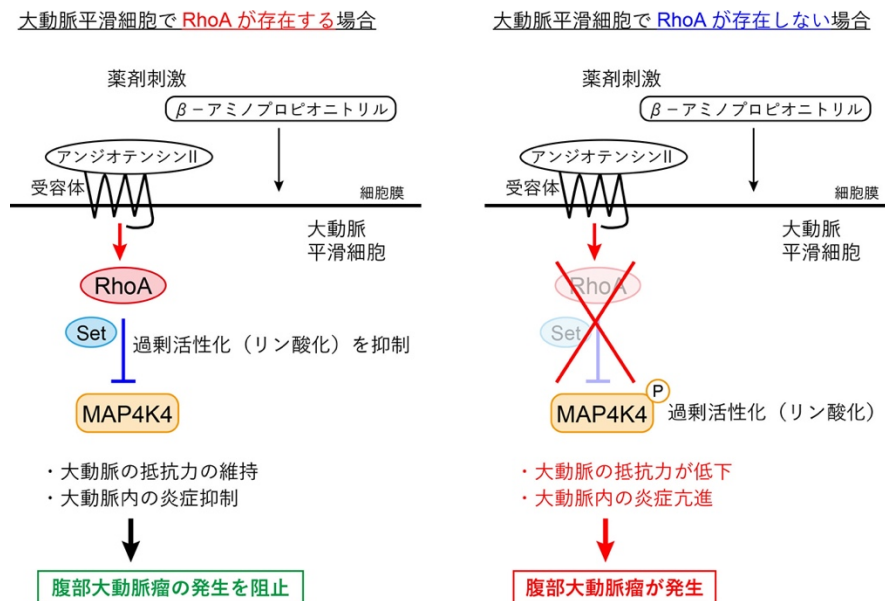 大動脈平滑細胞で RhoA が存在する場合
薬剤刺激
β－アミノプロピオニトリル
アンジオテンシンII
受容体
細胞膜
大動脈
平滑細胞
RhoA
Set
過剰活性化（リン酸化）を抑制
MAP4K4
・大動脈の抵抗力の維持
・大動脈内の炎症抑制
腹部大動脈瘤の発生を阻止
大動脈平滑細胞で RhoA が存在しない場合
薬剤刺激
β－アミノプロピオニトリル
アンジオテンシンII
受容体
細胞膜
大動脈
平滑細胞
RhoA
Set
P
MAP4K4
過剰活性化（リン酸化）
・大動脈の抵抗力が低下
・大動脈内の炎症亢進
腹部大動脈瘤が発生